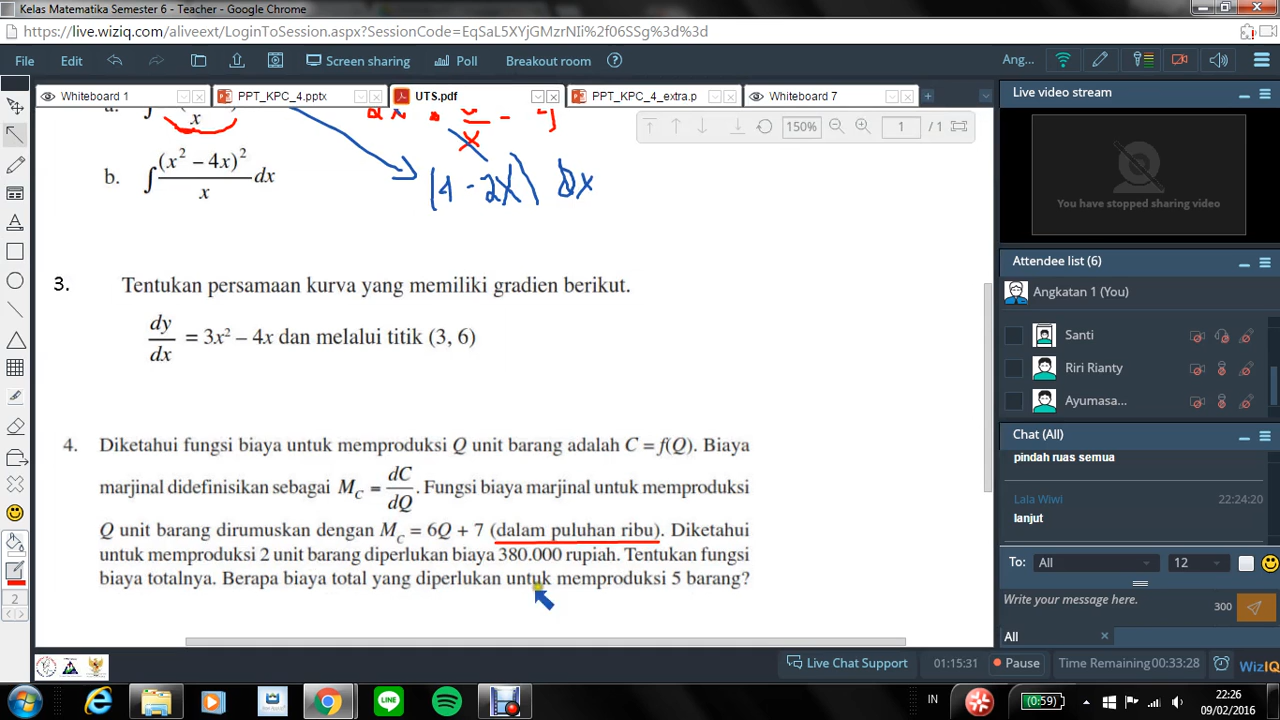 Kelas Matematika Semester 6 - Teacher - Google Chrome
https://live.wiziq.com/aliveext/LoginToSession.aspx?SessionCode=EqSaL5XYjGMzrNIi%2f06SSg%3d%3d
File Edit Screen sharing Poll Breakout room Ang...
Whiteboard 1 PPT_KPC_4.pptx UTS.pdf PPT_KPC_4_extra.p Whiteboard 7
150% 1 / 1
b. ∫ (x² – 4x)² / x dx
(4 - 2x) dx
3. Tentukan persamaan kurva yang memiliki gradien berikut.
dy/dx = 3x² – 4x dan melalui titik (3, 6)
4. Diketahui fungsi biaya untuk memproduksi Q unit barang adalah C = f(Q). Biaya
marjinal didefinisikan sebagai M_C = dC/dQ. Fungsi biaya marjinal untuk memproduksi
Q unit barang dirumuskan dengan M_C = 6Q + 7 (dalam puluhan ribu). Diketahui
untuk memproduksi 2 unit barang diperlukan biaya 380.000 rupiah. Tentukan fungsi
biaya totalnya. Berapa biaya total yang diperlukan untuk memproduksi 5 barang?
2
Live video stream
You have stopped sharing video
Attendee list (6)
Angkatan 1 (You)
Santi
Riri Rianty
Ayumasa...
Chat (All)
pindah ruas semua
Lala Wiwi 22:24:20
lanjut
To: All 12
Write your message here. 300
All
Live Chat Support 01:15:31 Pause Time Remaining 00:33:28 WizIQ
LINE IN (0:59) 22:26
09/02/2016